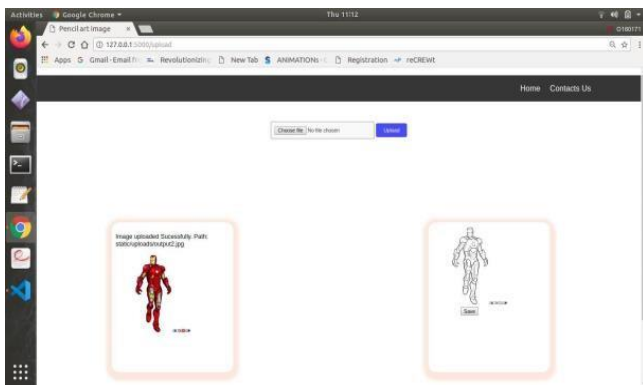 Activities Google Chrome Thu 11:12
Pencil art image
127.0.0.1:5000/upload
Apps Gmail - Email Revolutionizing New Tab ANIMATIONs Registration reCREWt
Home Contacts Us
Choose file No file chosen Upload
Image uploaded Sucessfully. Path:
static/uploads/output2.jpg
Save